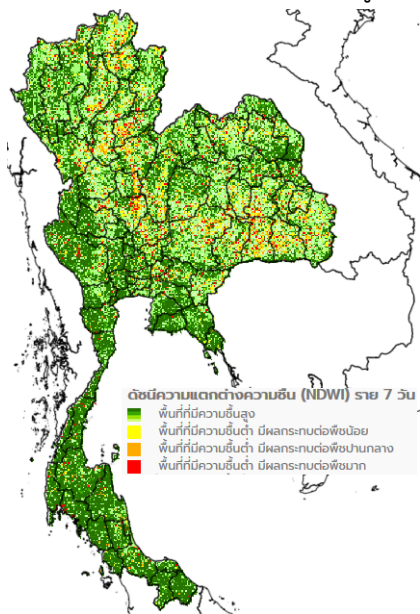 ดัชนีความแตกต่างความชื้น (NDWI) ราย 7 วัน
พื้นที่ที่มีความชื้นสูง
พื้นที่ที่มีความชื้นต่ำ มีผลกระทบต่อพืชน้อย
พื้นที่ที่มีความชื้นต่ำ มีผลกระทบต่อพืชปานกลาง
พื้นที่ที่มีความชื้นต่ำ มีผลกระทบต่อพืชมาก